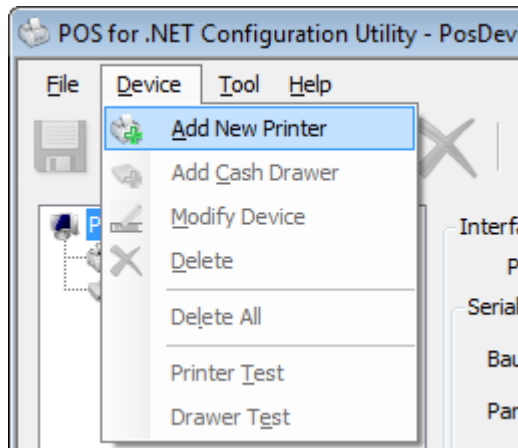 POS for .NET Configuration Utility - PosDev
File Device Tool Help
Add New Printer
Add Cash Drawer
Modify Device
Delete
Delete All
Printer Test
Drawer Test
P
Interfa
P
Serial
Bau
Par